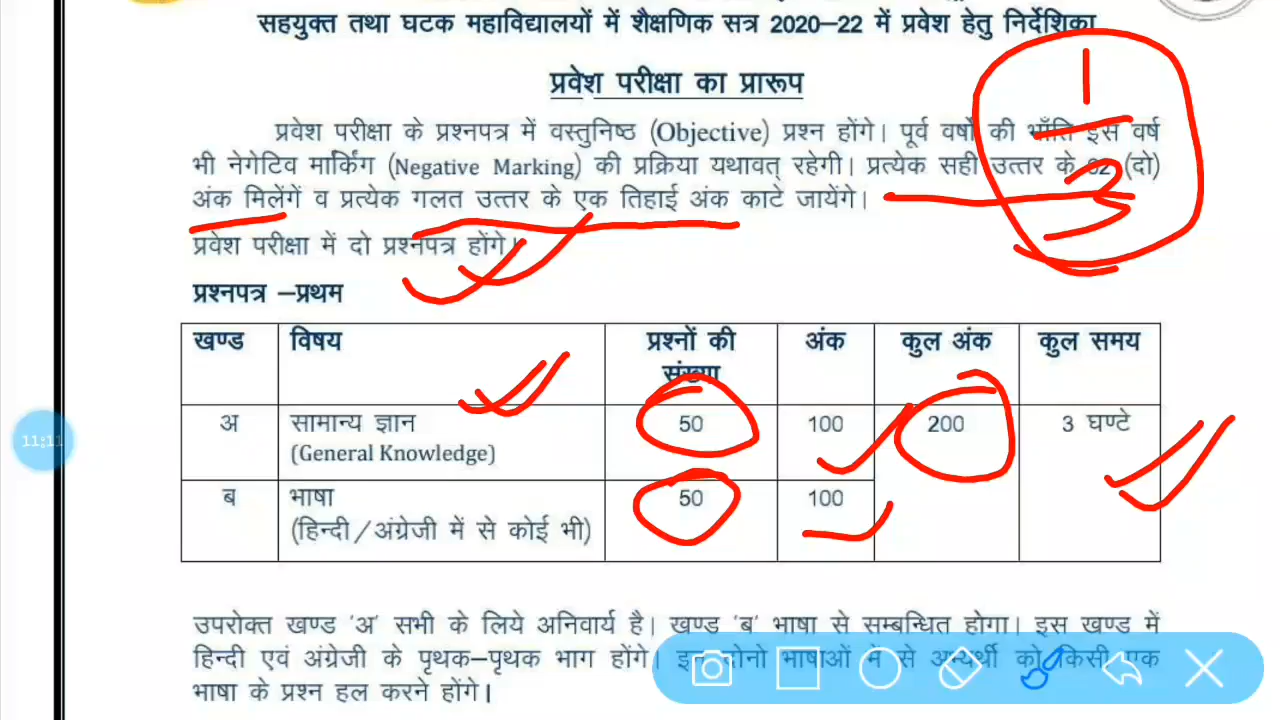 सहयुक्त तथा घटक महाविद्यालयों में शैक्षणिक सत्र 2020–22 में प्रवेश हेतु निर्देशिका
प्रवेश परीक्षा का प्रारूप
प्रवेश परीक्षा के प्रश्नपत्र में वस्तुनिष्ठ (Objective) प्रश्न होंगे। पूर्व वर्षों की भाँति इस वर्ष
भी नेगेटिव मार्किंग (Negative Marking) की प्रक्रिया यथावत् रहेगी। प्रत्येक सही उत्तर के 02 (दो)
अंक मिलेंगें व प्रत्येक गलत उत्तर के एक तिहाई अंक काटे जायेंगे।
1
3
प्रवेश परीक्षा में दो प्रश्नपत्र होंगे।
प्रश्नपत्र –प्रथम
खण्ड विषय प्रश्नों की संख्या अंक कुल अंक कुल समय
अ सामान्य ज्ञान 50 100 200 3 घण्टे
(General Knowledge)
ब भाषा 50 100
(हिन्दी/अंग्रेजी में से कोई भी)
11:11
उपरोक्त खण्ड 'अ' सभी के लिये अनिवार्य है। खण्ड 'ब' भाषा से सम्बन्धित होगा। इस खण्ड में
हिन्दी एवं अंग्रेजी के पृथक–पृथक भाग होंगे। इन दोनो भाषाओं में से अभ्यर्थी को किसी एक
भाषा के प्रश्न हल करने होंगे।